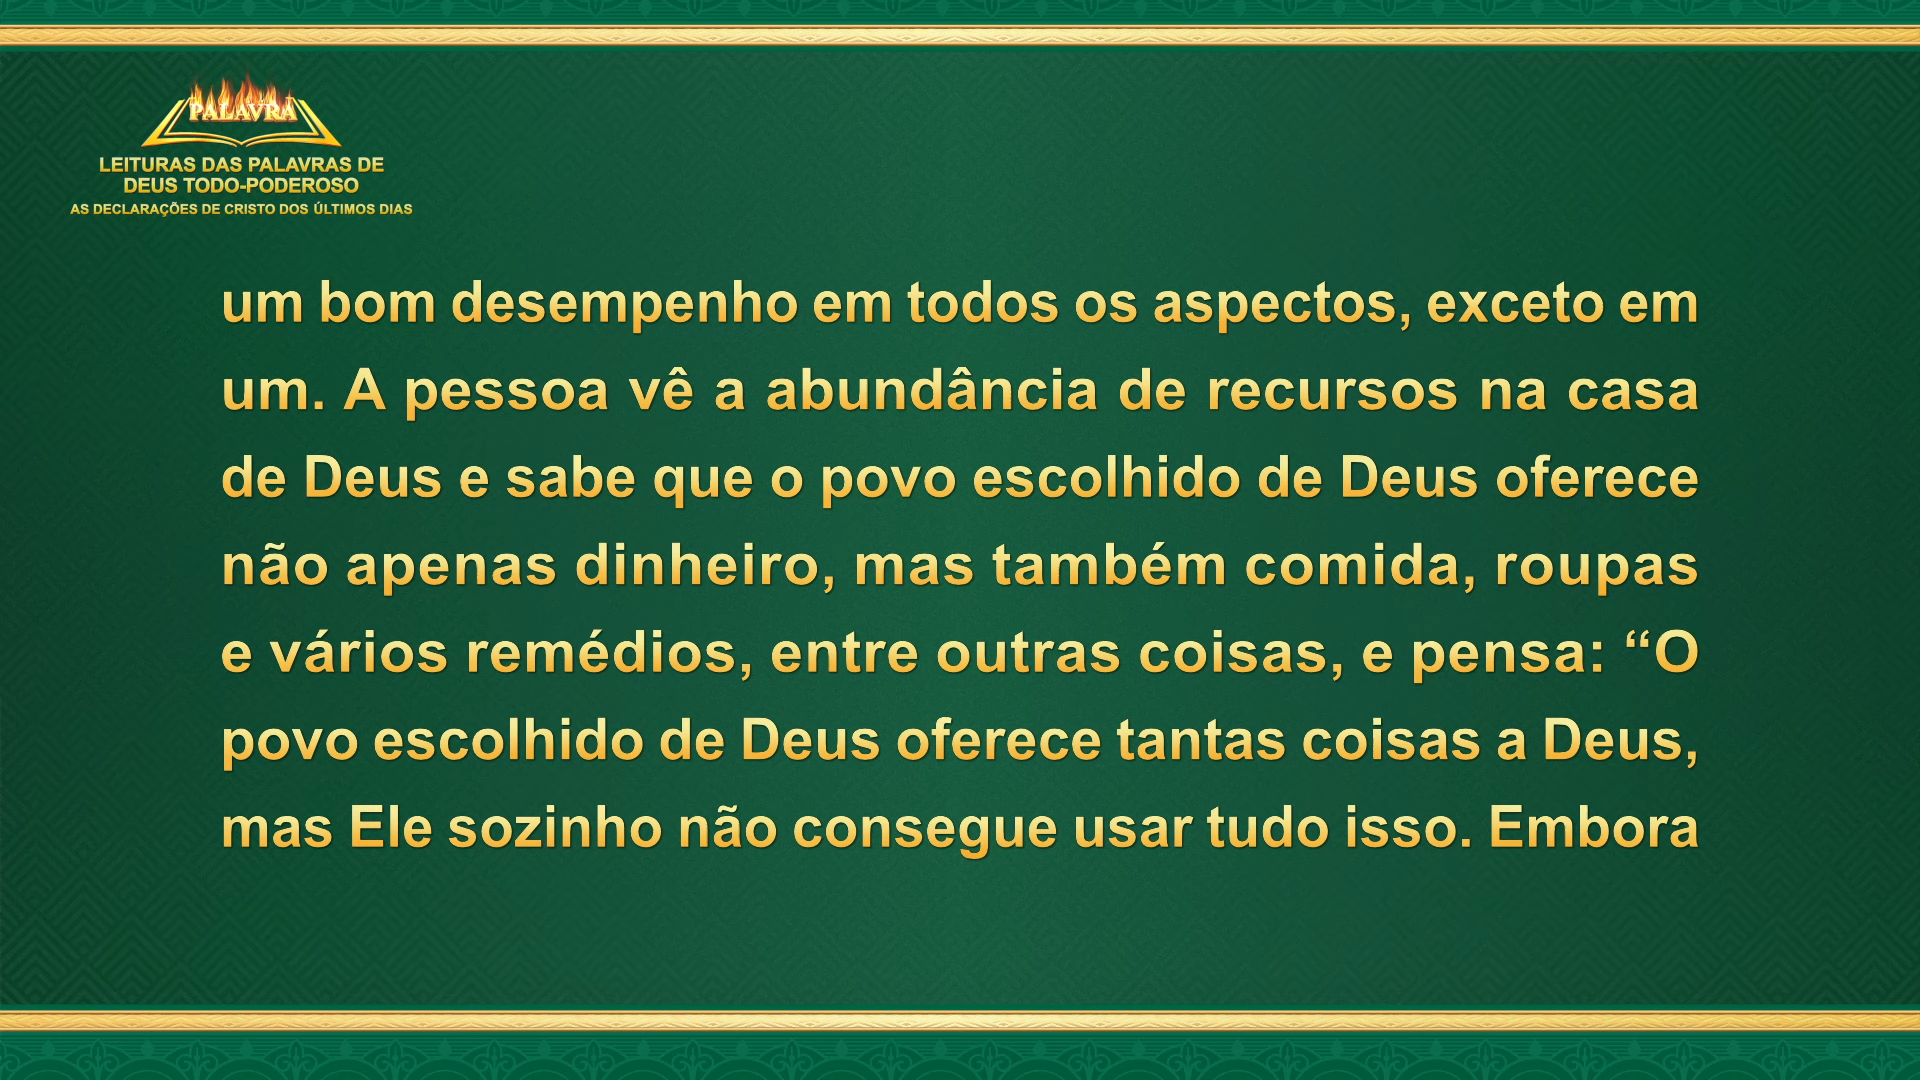 PALAVRA
LEITURAS DAS PALAVRAS DE
DEUS TODO-PODEROSO
AS DECLARAÇÕES DE CRISTO DOS ÚLTIMOS DIAS
um bom desempenho em todos os aspectos, exceto em
um. A pessoa vê a abundância de recursos na casa
de Deus e sabe que o povo escolhido de Deus oferece
não apenas dinheiro, mas também comida, roupas
e vários remédios, entre outras coisas, e pensa: “O
povo escolhido de Deus oferece tantas coisas a Deus,
mas Ele sozinho não consegue usar tudo isso. Embora